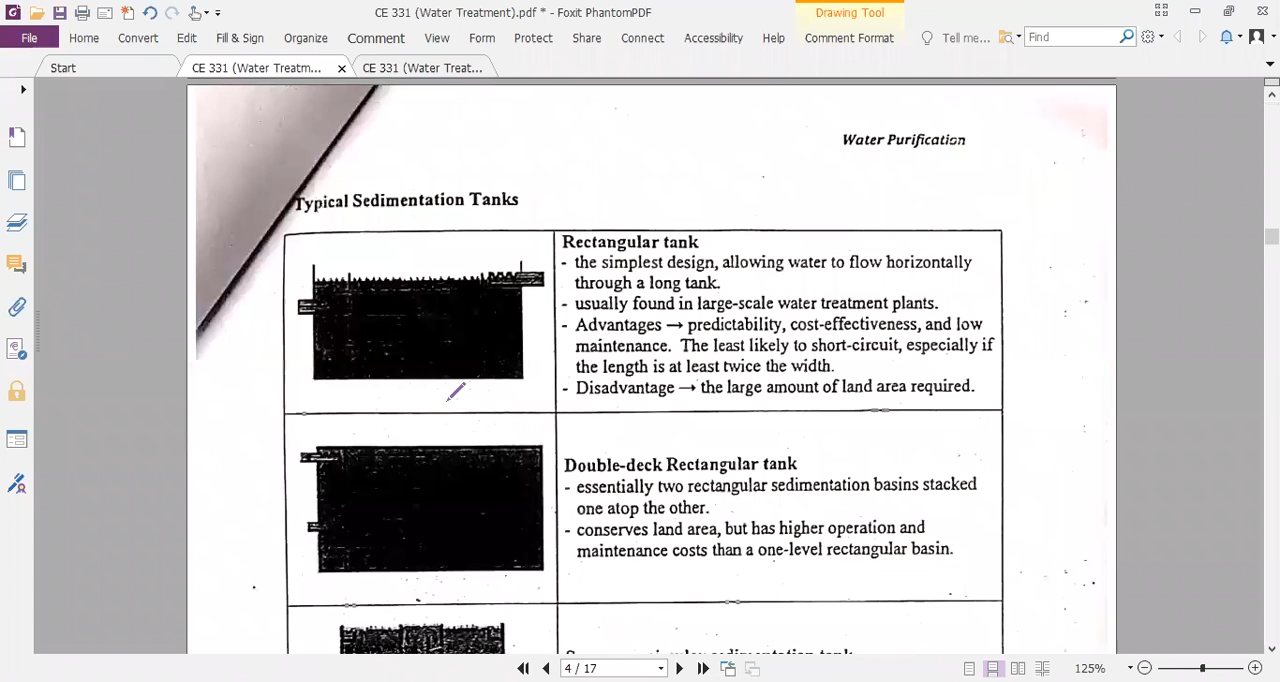 CE 331 (Water Treatment).pdf * - Foxit PhantomPDF
Drawing Tool
File Home Convert Edit Fill & Sign Organize Comment View Form Protect Share Connect Accessibility Help Comment Format Tell me... Find
Start CE 331 (Water Treatm... CE 331 (Water Treat...
Water Purification
Typical Sedimentation Tanks
Rectangular tank
- the simplest design, allowing water to flow horizontally
through a long tank.
- usually found in large-scale water treatment plants.
- Advantages → predictability, cost-effectiveness, and low
maintenance. The least likely to short-circuit, especially if
the length is at least twice the width.
- Disadvantage → the large amount of land area required.
Double-deck Rectangular tank
- essentially two rectangular sedimentation basins stacked
one atop the other.
- conserves land area, but has higher operation and
maintenance costs than a one-level rectangular basin.
4 / 17
125%